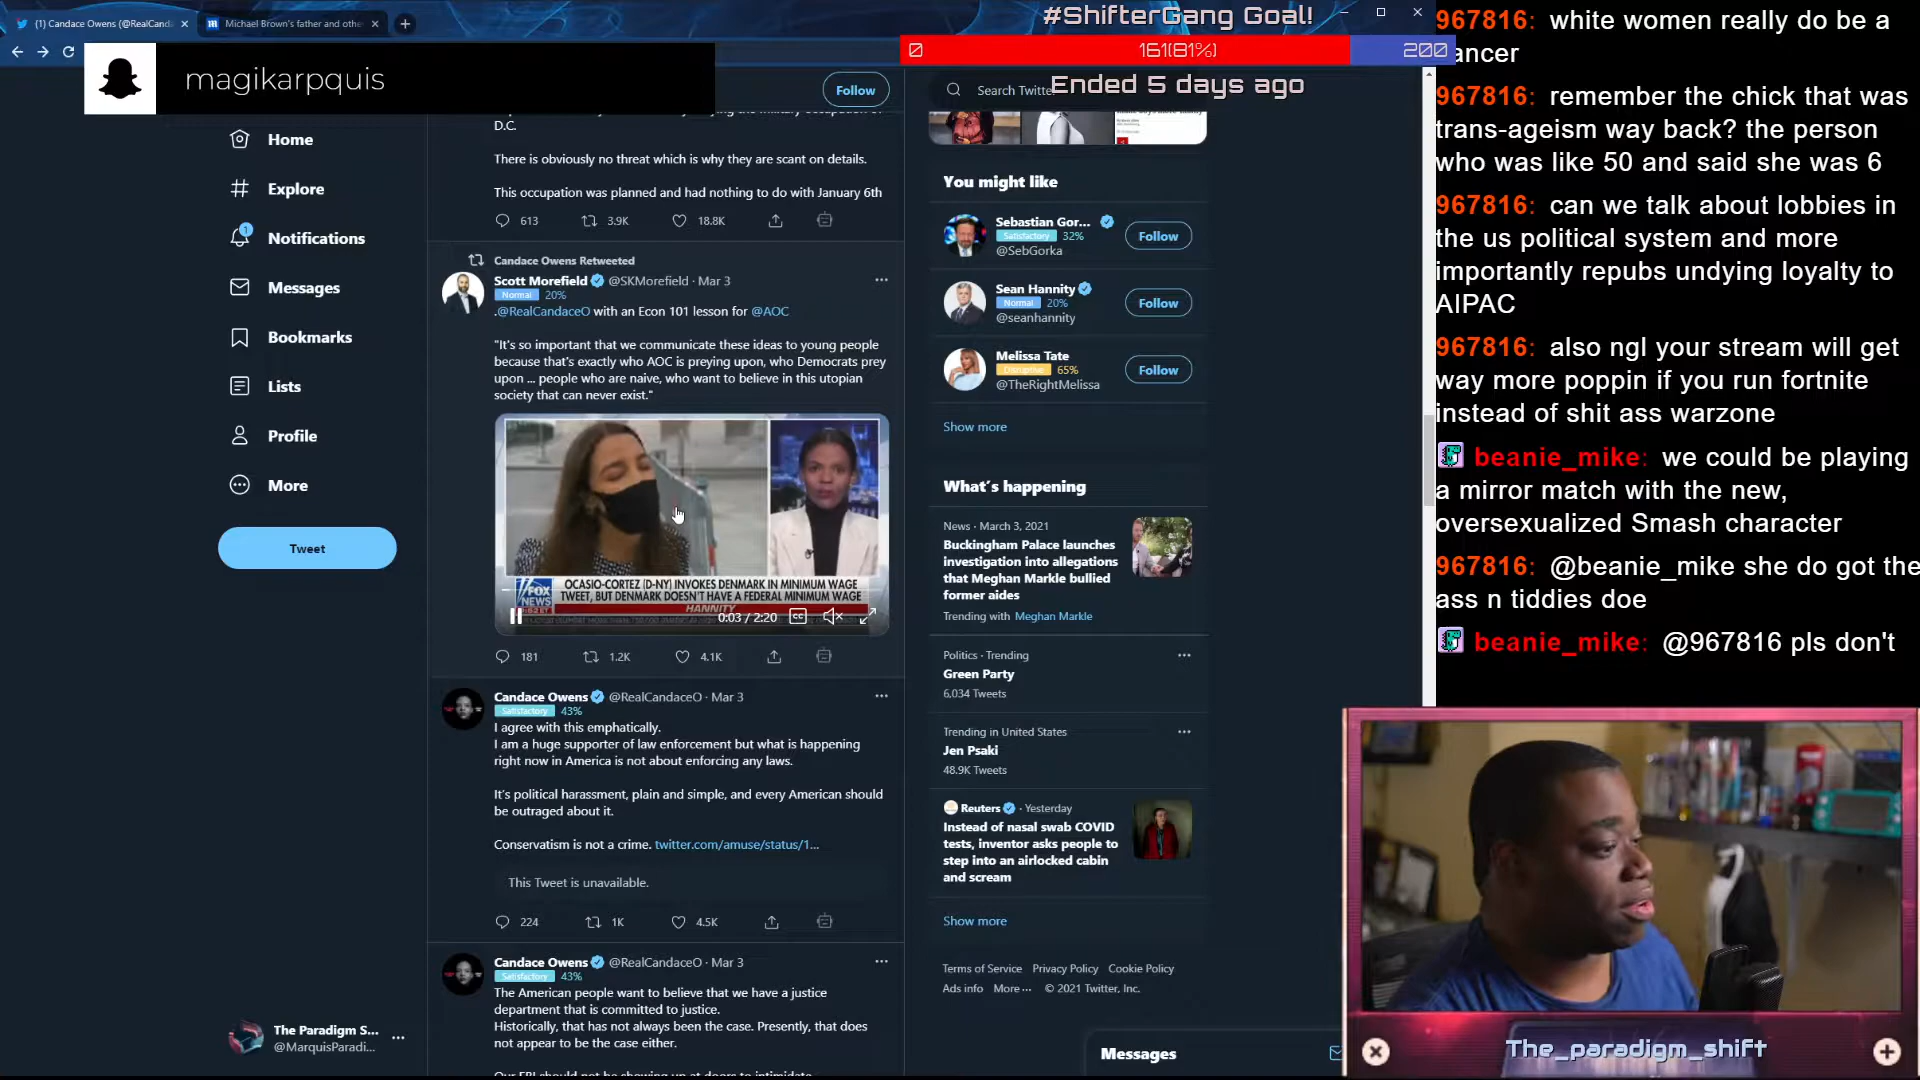 (1) Candace Owens (@RealCand
Michael Brown's father and othe
#ShifterGang Goal!
0
161(81%)
200
Ended 5 days ago
magikarpquis
Follow
Search Twitte
Home
Explore
1
Notifications
Messages
Bookmarks
Lists
Profile
More
Tweet
The Paradigm S...
@MarquisParadi...
D.C.
There is obviously no threat which is why they are scant on details.
This occupation was planned and had nothing to do with January 6th
613
3.9K
18.8K
Candace Owens Retweeted
Scott Morefield @SKMorefield · Mar 3
Normal 20%
.@RealCandaceO with an Econ 101 lesson for @AOC
"It's so important that we communicate these ideas to young people
because that's exactly who AOC is preying upon, who Democrats prey
upon ... people who are naive, who want to believe in this utopian
society that can never exist."
FOX
NEWS
OCASIO-CORTEZ (D-NY) INVOKES DENMARK IN MINIMUM WAGE
TWEET, BUT DENMARK DOESN'T HAVE A FEDERAL MINIMUM WAGE
HANNITY
0:03 / 2:20
181
1.2K
4.1K
Candace Owens @RealCandaceO · Mar 3
Satisfactory 43%
I agree with this emphatically.
I am a huge supporter of law enforcement but what is happening
right now in America is not about enforcing any laws.
It's political harassment, plain and simple, and every American should
be outraged about it.
Conservatism is not a crime. twitter.com/amuse/status/1...
This Tweet is unavailable.
224
1K
4.5K
Candace Owens @RealCandaceO · Mar 3
Satisfactory 43%
The American people want to believe that we have a justice
department that is committed to justice.
Historically, that has not always been the case. Presently, that does
not appear to be the case either.
Our FBI should not be showing up at doors to intimidate
You might like
Sebastian Gor...
Satisfactory 32%
@SebGorka
Follow
Sean Hannity
Normal 20%
@seanhannity
Follow
Melissa Tate
Disruptive 65%
@TheRightMelissa
Follow
Show more
What's happening
News · March 3, 2021
Buckingham Palace launches
investigation into allegations
that Meghan Markle bullied
former aides
Trending with Meghan Markle
Politics · Trending
Green Party
6,034 Tweets
Trending in United States
Jen Psaki
48.9K Tweets
Reuters · Yesterday
Instead of nasal swab COVID
tests, inventor asks people to
step into an airlocked cabin
and scream
Show more
Terms of Service Privacy Policy Cookie Policy
Ads info More ··· © 2021 Twitter, Inc.
Messages
967816: white women really do be a
ancer
967816: remember the chick that was
trans-ageism way back? the person
who was like 50 and said she was 6
967816: can we talk about lobbies in
the us political system and more
importantly repubs undying loyalty to
AIPAC
967816: also ngl your stream will get
way more poppin if you run fortnite
instead of shit ass warzone
beanie_mike: we could be playing
a mirror match with the new,
oversexualized Smash character
967816: @beanie_mike she do got the
ass n tiddies doe
beanie_mike: @967816 pls don't
The_paradigm_shift